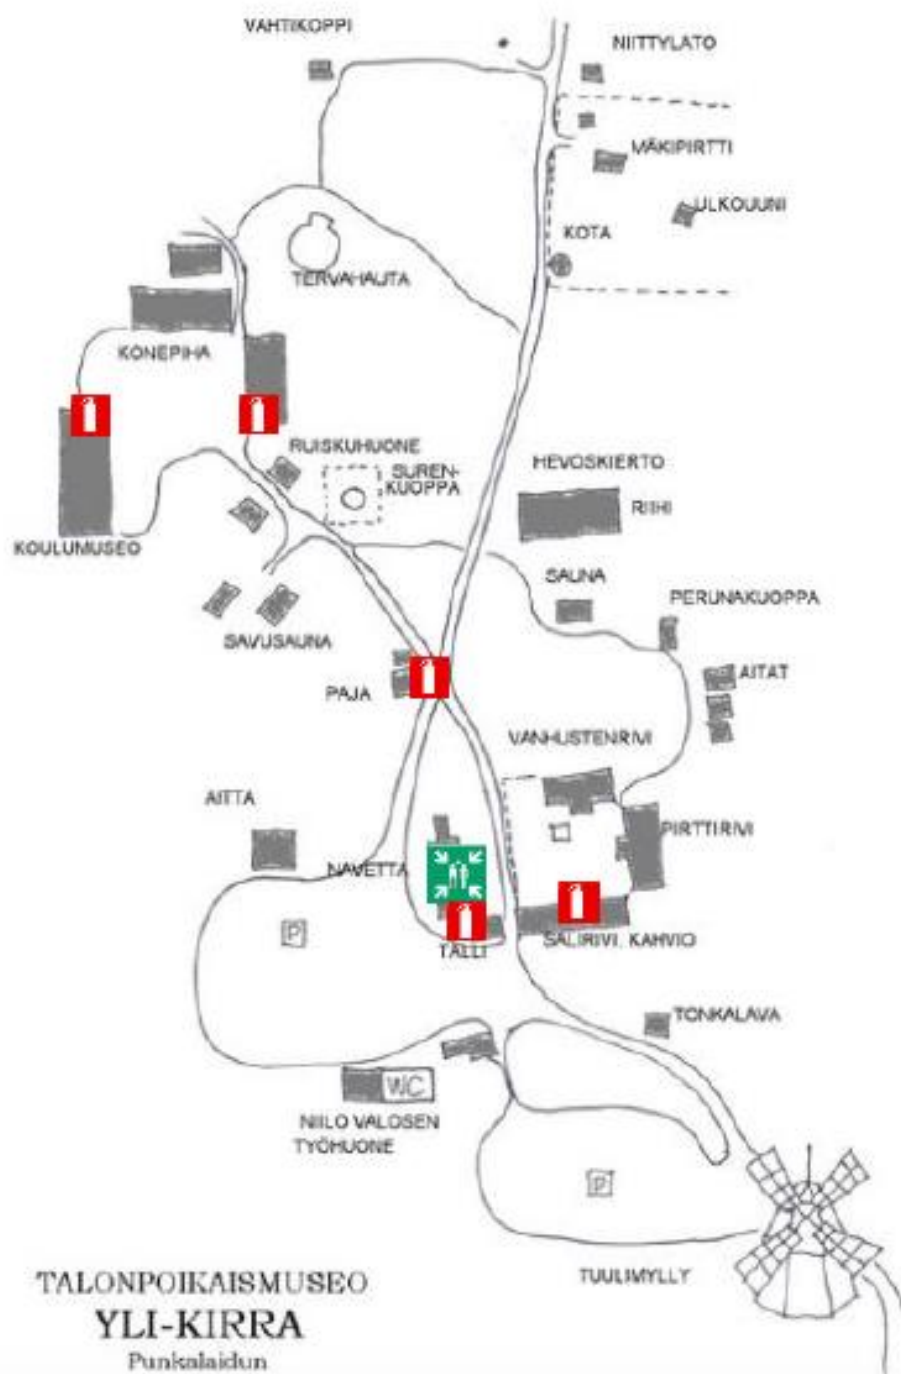 VAHTIKOPPI
NIITTYLATO
MÄKIPIRTTI
ULKOUUNI
KOTA
TERVAHAUTA
KONEPIHA
RUISKUHUONE
SUREN-
KUOPPA
HEVOSKIERTO
RIIHI
KOULUMUSEO
SAUNA
PERUNAKUOPPA
SAVUSAUNA
PAJA
AITAT
VANHUSTENRIVI
AITTA
PIRTTIRIVI
NAVETTA
P
TALLI
SALIRIVI, KAHVIO
TONKALAVA
WC
NIILO VALOSEN
TYÖHUONE
P
TUULIMYLLY
TALONPOIKAISMUSEO
YLI-KIRRA
Punkalaidun